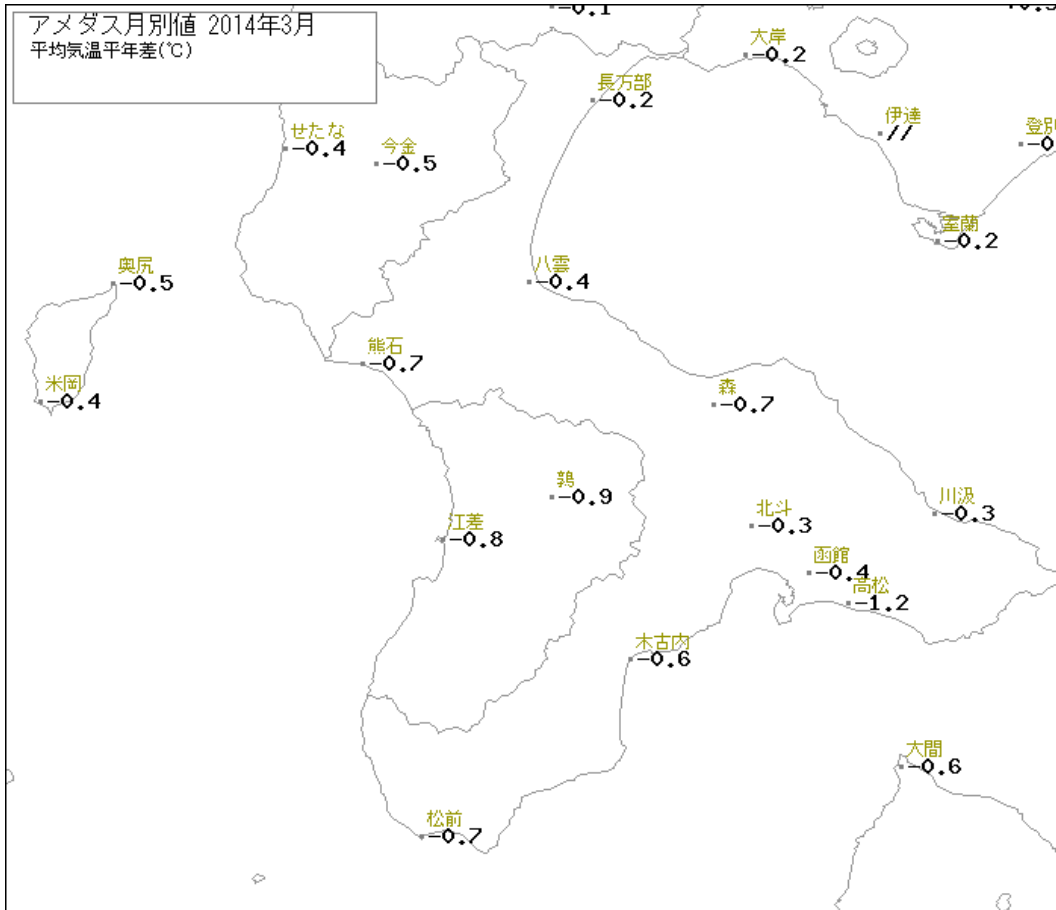 アメダス月別値 2014年3月
平均気温平年差(℃)
-0.1
大岸
-0.2
長万部
-0.2
伊達
//
登別
せたな
-0.4
今金
-0.5
室蘭
-0.2
奥尻
-0.5
八雲
-0.4
熊石
-0.7
米岡
-0.4
森
-0.7
鶉
-0.9
川汲
-0.3
北斗
-0.3
江差
-0.8
函館
-0.4
高松
-1.2
木古内
-0.6
大間
-0.6
松前
-0.7